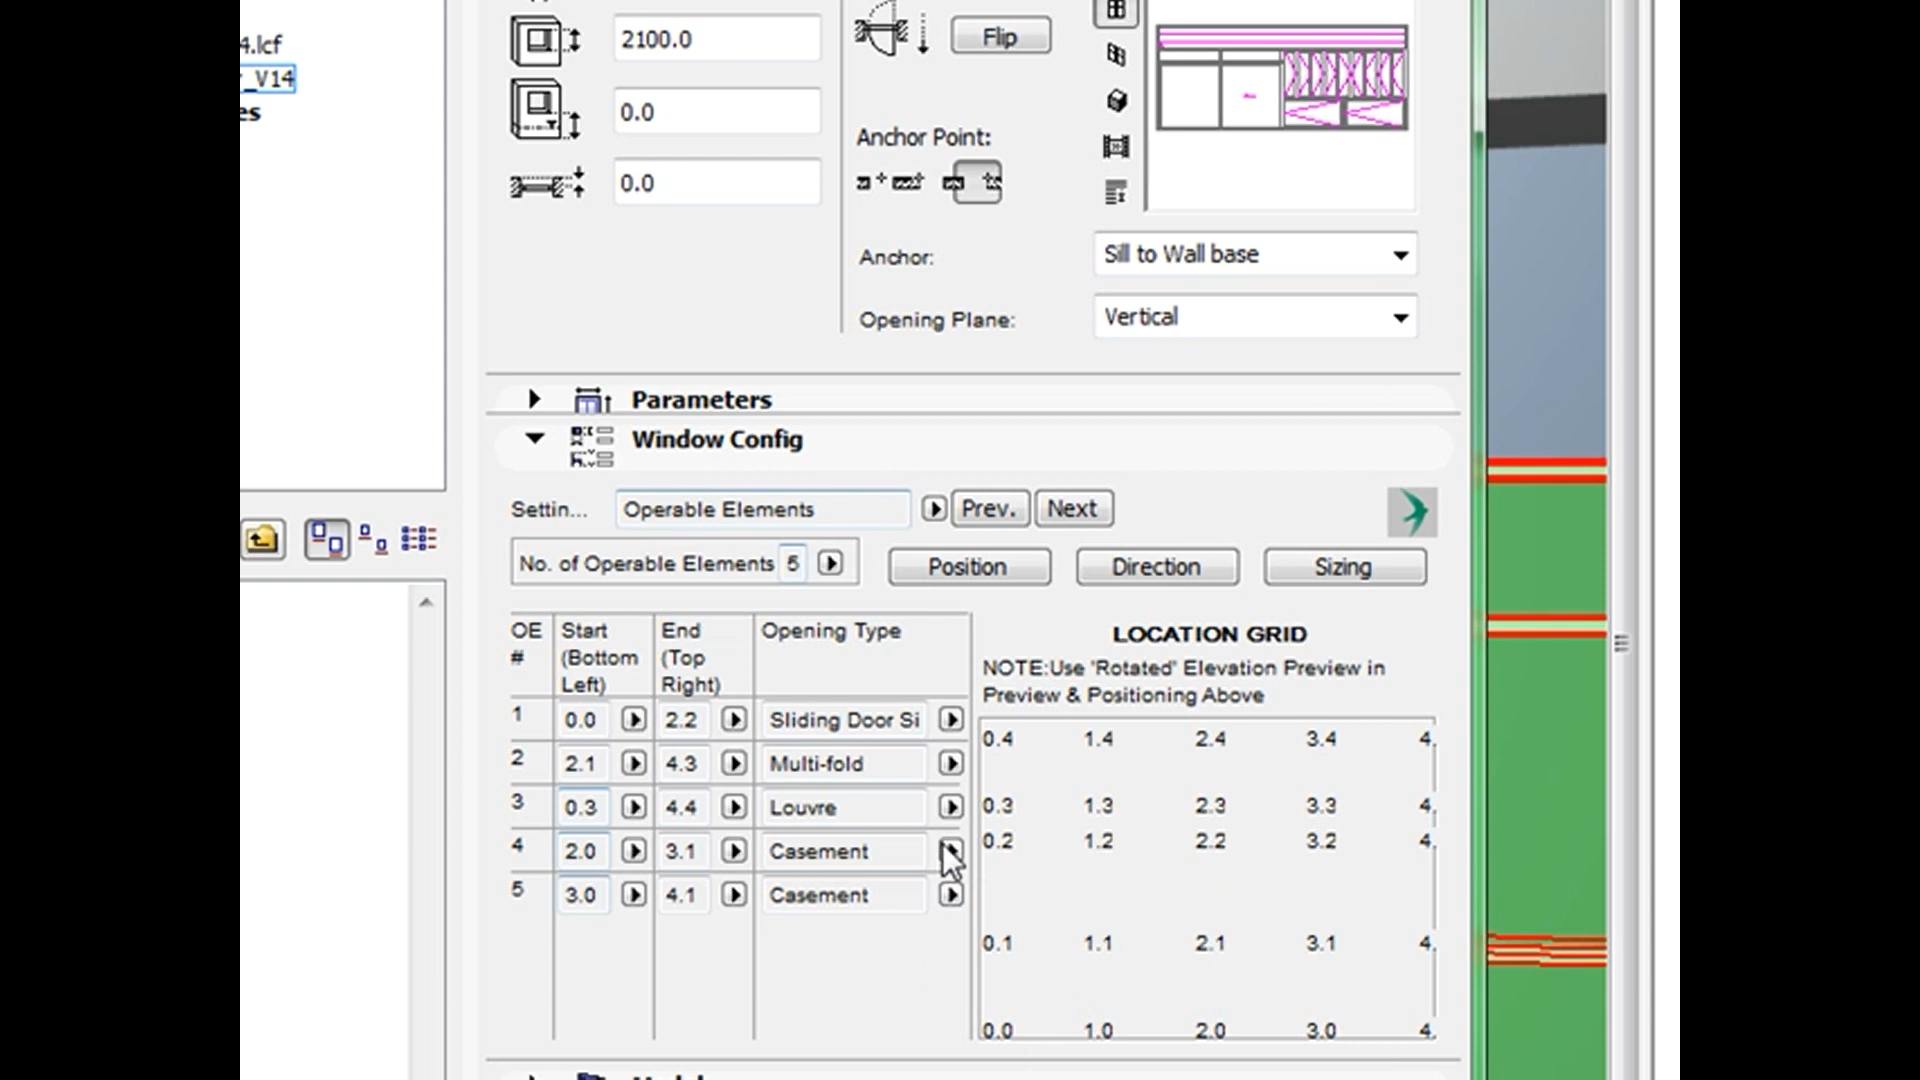 4.lcf
_V14
es
2100.0
Flip
0.0
Anchor Point:
0.0
Anchor:
Sill to Wall base
Opening Plane:
Vertical
Parameters
Window Config
Settin...
Operable Elements
Prev.
Next
No. of Operable Elements 5
Position
Direction
Sizing
OE #
Start (Bottom Left)
End (Top Right)
Opening Type
1 0.0 2.2 Sliding Door Si
2 2.1 4.3 Multi-fold
3 0.3 4.4 Louvre
4 2.0 3.1 Casement
5 3.0 4.1 Casement
LOCATION GRID
NOTE:Use 'Rotated' Elevation Preview in
Preview & Positioning Above
0.4 1.4 2.4 3.4 4.
0.3 1.3 2.3 3.3 4.
0.2 1.2 2.2 3.2 4.
0.1 1.1 2.1 3.1 4.
0.0 1.0 2.0 3.0 4.